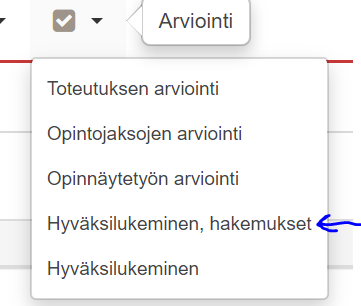 Arviointi
Toteutuksen arviointi
Opintojaksojen arviointi
Opinnäytetyön arviointi
Hyväksilukeminen, hakemukset
Hyväksilukeminen